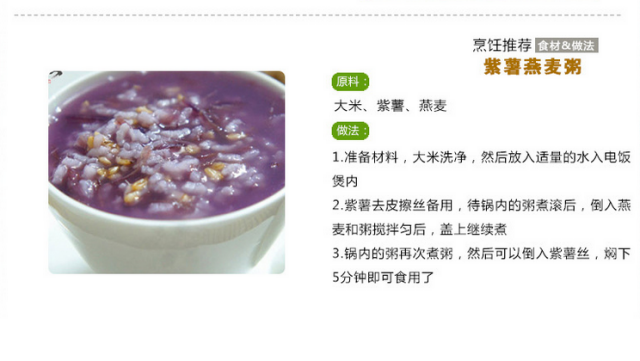 烹饪推荐 食材&做法
紫薯燕麦粥
原料：
大米、紫薯、燕麦
做法：
1.准备材料，大米洗净，然后放入适量的水入电饭
煲内
2.紫薯去皮擦丝备用，待锅内的粥煮滚后，倒入燕
麦和粥搅拌匀后，盖上继续煮
3.锅内的粥再次煮粥，然后可以倒入紫薯丝，焖下
5分钟即可食用了